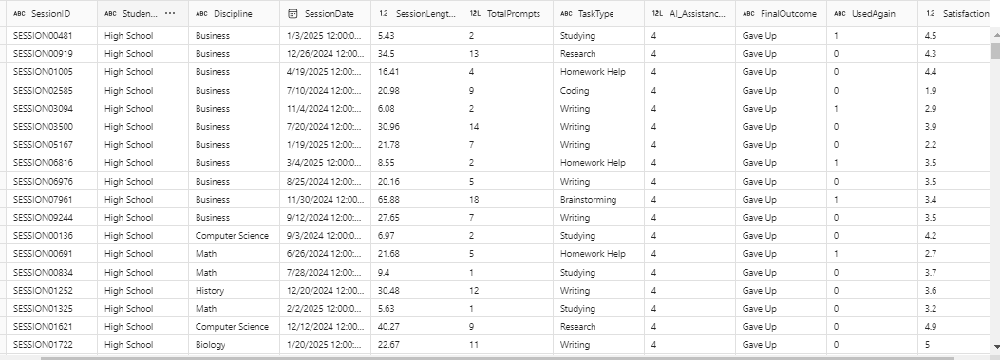 ABC SessionID ABC Studen... ··· ABC Discipline SessionDate 1.2 SessionLengt... 12L TotalPrompts ABC TaskType 12L AI_Assistanc... ABC FinalOutcome ABC UsedAgain 1.2 Satisfaction
SESSION00481 High School Business 1/3/2025 12:00:0... 5.43 2 Studying 4 Gave Up 1 4.5
SESSION00919 High School Business 12/26/2024 12:00... 34.5 13 Research 4 Gave Up 0 4.3
SESSION01005 High School Business 4/19/2025 12:00:... 16.41 4 Homework Help 4 Gave Up 0 4.4
SESSION02585 High School Business 7/10/2024 12:00:... 20.98 9 Coding 4 Gave Up 0 1.9
SESSION03094 High School Business 11/4/2024 12:00:... 6.08 2 Writing 4 Gave Up 1 2.9
SESSION03500 High School Business 7/20/2024 12:00:... 30.96 14 Writing 4 Gave Up 0 3.9
SESSION05167 High School Business 1/19/2025 12:00:... 21.78 7 Writing 4 Gave Up 0 2.2
SESSION06816 High School Business 3/4/2025 12:00:0... 8.55 2 Homework Help 4 Gave Up 1 3.5
SESSION06976 High School Business 8/25/2024 12:00:... 20.16 5 Writing 4 Gave Up 0 3.5
SESSION07961 High School Business 11/30/2024 12:00... 65.88 18 Brainstorming 4 Gave Up 1 3.4
SESSION09244 High School Business 9/12/2024 12:00:... 27.65 7 Writing 4 Gave Up 0 3.5
SESSION00136 High School Computer Science 9/3/2024 12:00:0... 6.97 2 Studying 4 Gave Up 0 4.2
SESSION00691 High School Math 6/26/2024 12:00:... 21.68 5 Homework Help 4 Gave Up 1 2.7
SESSION00834 High School Math 7/28/2024 12:00:... 9.4 1 Studying 4 Gave Up 0 3.7
SESSION01252 High School History 12/20/2024 12:00... 30.48 12 Writing 4 Gave Up 0 3.6
SESSION01325 High School Math 2/2/2025 12:00:0... 5.63 1 Studying 4 Gave Up 0 3.2
SESSION01621 High School Computer Science 12/12/2024 12:00... 40.27 9 Research 4 Gave Up 0 4.9
SESSION01722 High School Biology 1/20/2025 12:00:... 22.67 11 Writing 4 Gave Up 0 5